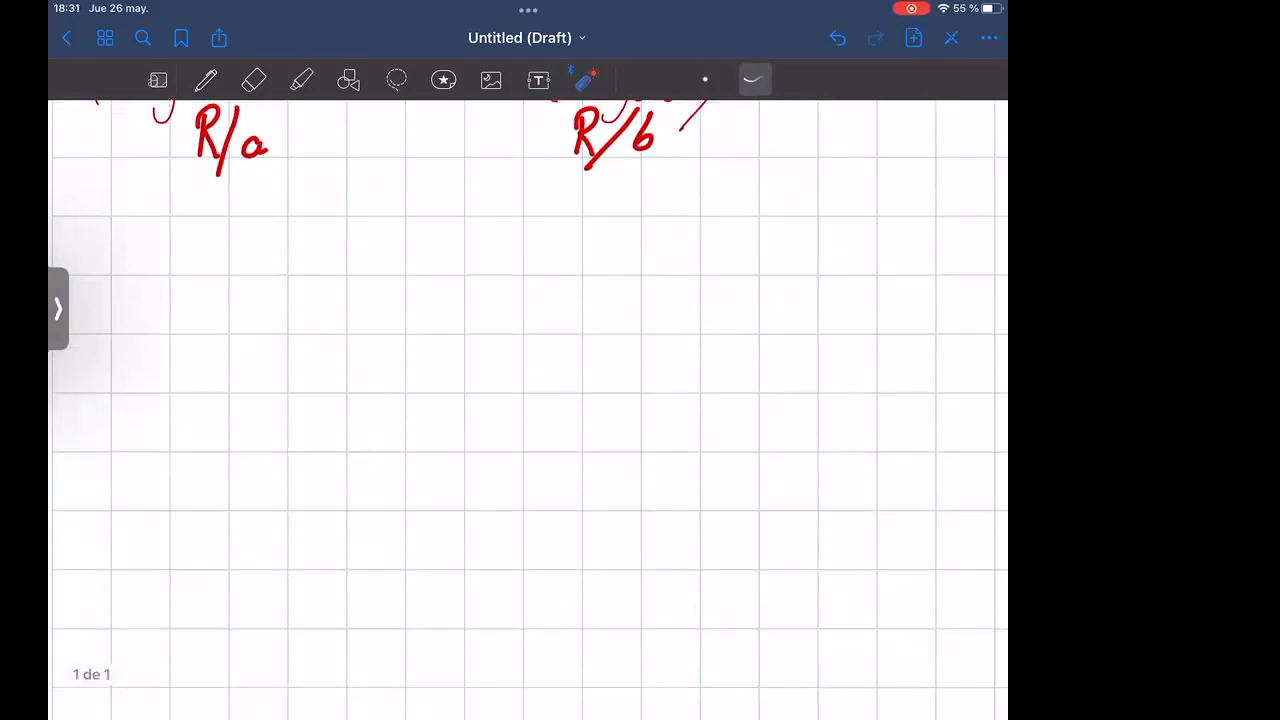 18:31 Jue 26 may. 55 %
Untitled (Draft)
R/a R/b
1 de 1